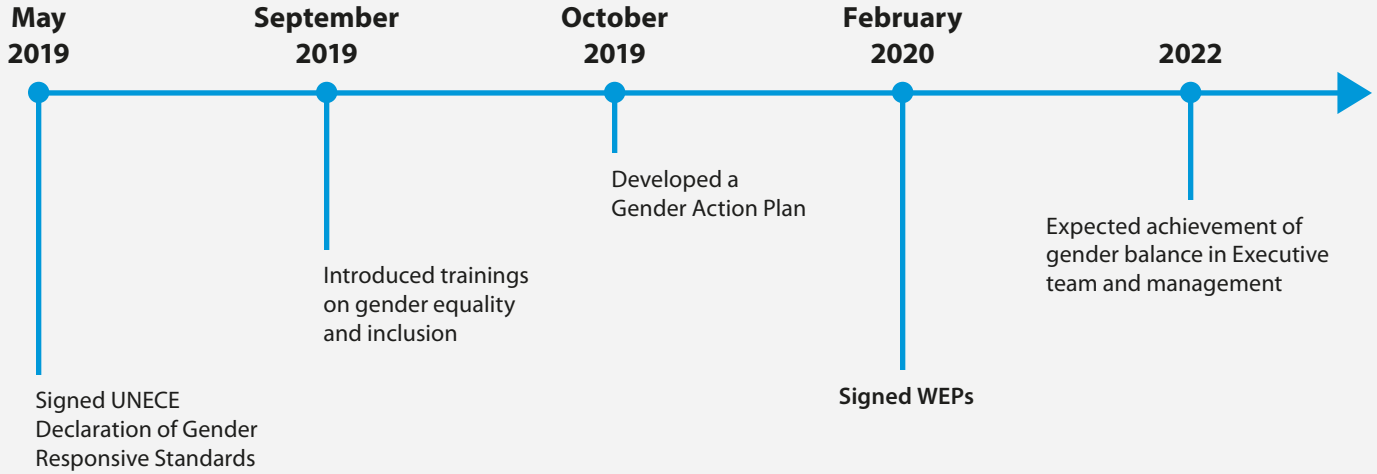 May
2019
September
2019
October
2019
February
2020
2022
Developed a
Gender Action Plan
Expected achievement of
gender balance in Executive
team and management
Introduced trainings
on gender equality
and inclusion
Signed WEPs
Signed UNECE
Declaration of Gender
Responsive Standards